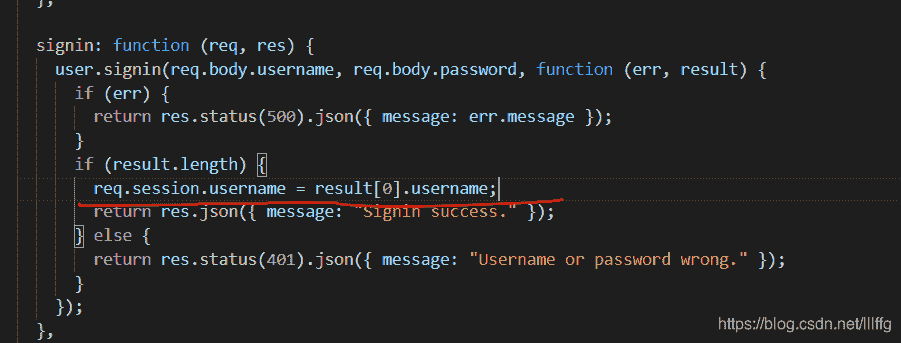 },
signin: function (req, res) {
user.signin(req.body.username, req.body.password, function (err, result) {
if (err) {
return res.status(500).json({ message: err.message });
}
if (result.length) {
req.session.username = result[0].username;
return res.json({ message: "Signin success." });
} else {
return res.status(401).json({ message: "Username or password wrong." });
}
});
},
https://blog.csdn.net/lllffg